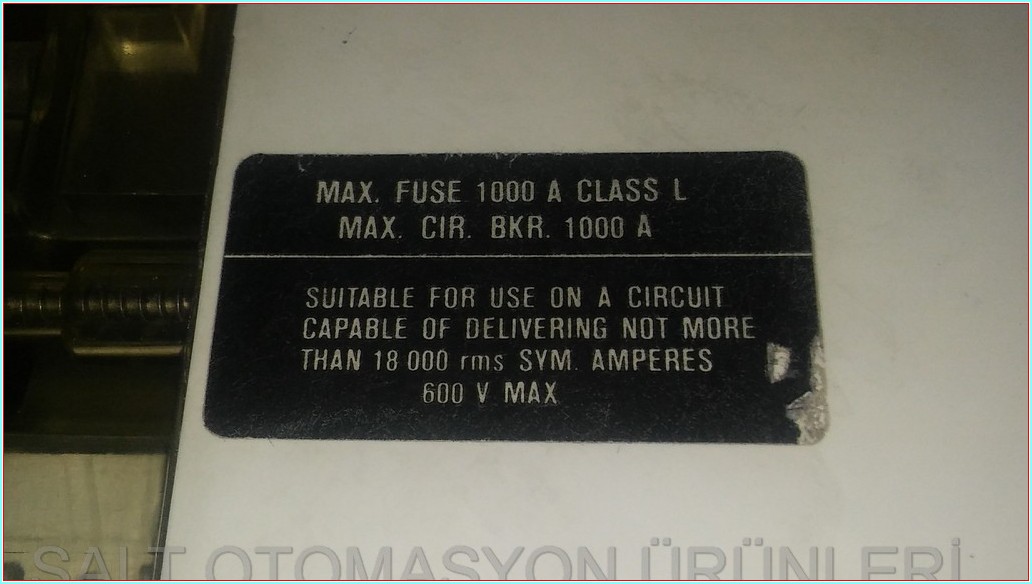 MAX. FUSE 1000 A CLASS L
MAX. CIR. BKR. 1000 A
SUITABLE FOR USE ON A CIRCUIT
CAPABLE OF DELIVERING NOT MORE
THAN 18 000 rms SYM. AMPERES
600 V MAX
SALT OTOMASYON ÜRÜNLERİ